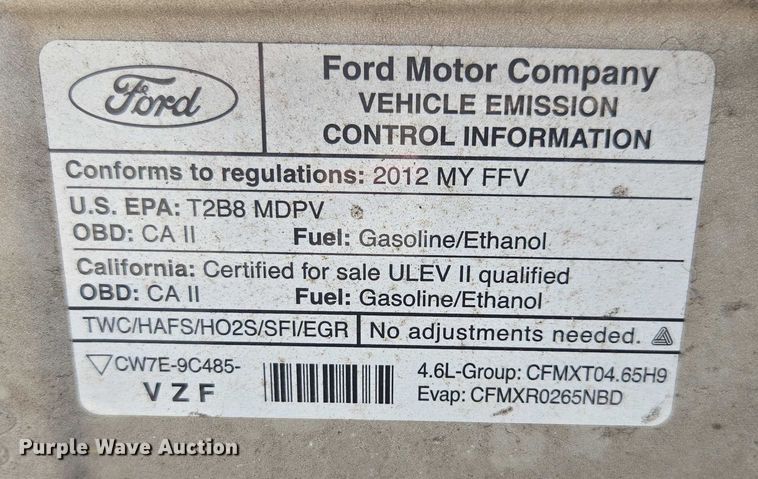 Ford
Ford Motor Company
VEHICLE EMISSION
CONTROL INFORMATION
Conforms to regulations: 2012 MY FFV
U.S. EPA: T2B8 MDPV
OBD: CA II Fuel: Gasoline/Ethanol
California: Certified for sale ULEV II qualified
OBD: CA II Fuel: Gasoline/Ethanol
TWC/HAFS/HO2S/SFI/EGR No adjustments needed.
CW7E-9C485-
VZF
4.6L-Group: CFMXT04.65H9
Evap: CFMXR0265NBD
Purple Wave Auction